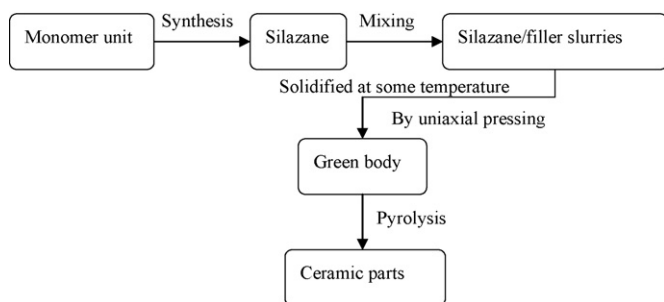 Synthesis
Mixing
Monomer unit
Silazane
Silazane/filler slurries
Solidified at some temperature
By uniaxial pressing
Green body
Pyrolysis
Ceramic parts